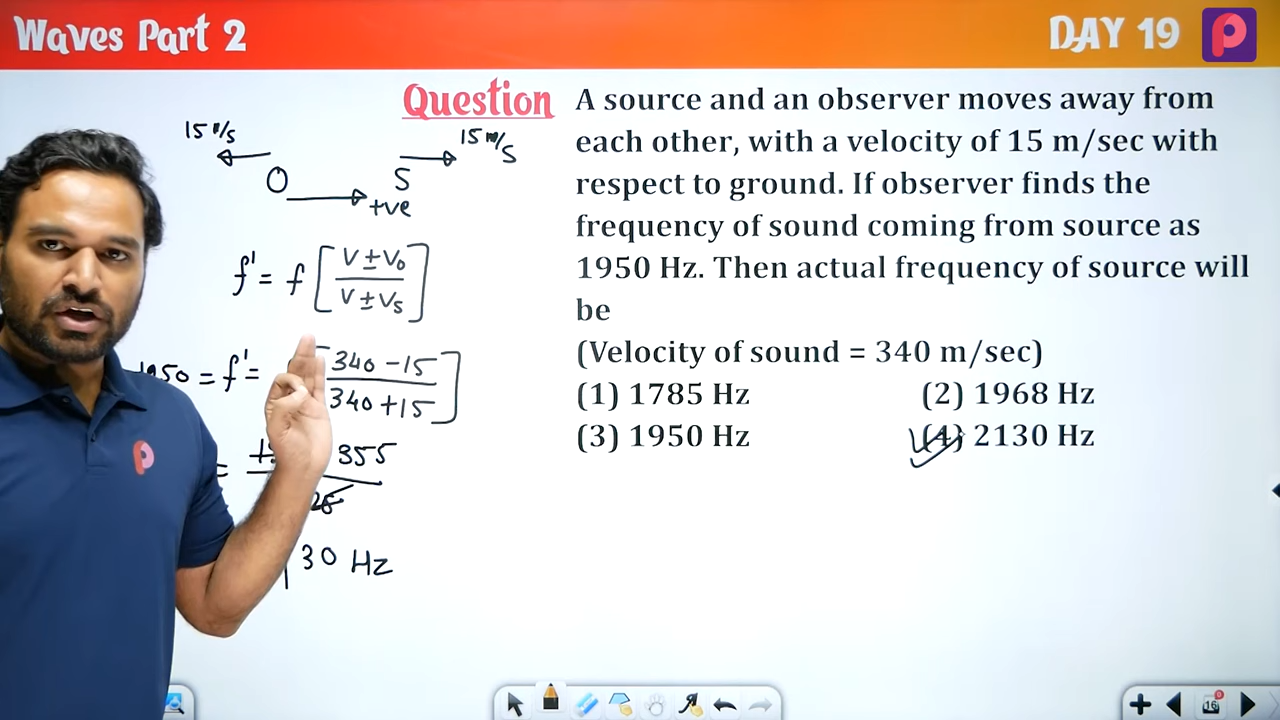 Waves Part 2
DAY 19
Question
A source and an observer moves away from
each other, with a velocity of 15 m/sec with
respect to ground. If observer finds the
frequency of sound coming from source as
1950 Hz. Then actual frequency of source will
be
(Velocity of sound = 340 m/sec)
(1) 1785 Hz (2) 1968 Hz
(3) 1950 Hz (4) 2130 Hz
15 m/s
15 m/s
O S
+ve
f' = f [ V ± V₀ / V ± Vs ]
= f' = 340 - 15
340 + 15
= 355
30 Hz
16